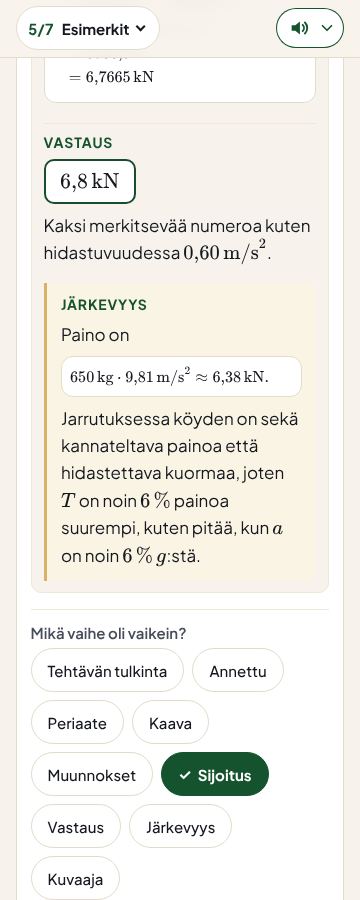 5/7 Esimerkit
= 6,7665 kN
VASTAUS
6,8 kN
Kaksi merkitsevää numeroa kuten
hidastuvuudessa 0,60 m/s².
JÄRKEVYYS
Paino on
650 kg · 9,81 m/s² ≈ 6,38 kN.
Jarrutuksessa köyden on sekä
kannateltava painoa että
hidastettava kuormaa, joten
T on noin 6 % painoa
suurempi, kuten pitää, kun a
on noin 6 % g:stä.
Mikä vaihe oli vaikein?
Tehtävän tulkinta Annettu
Periaate Kaava
Muunnokset ✓ Sijoitus
Vastaus Järkevyys
Kuvaaja